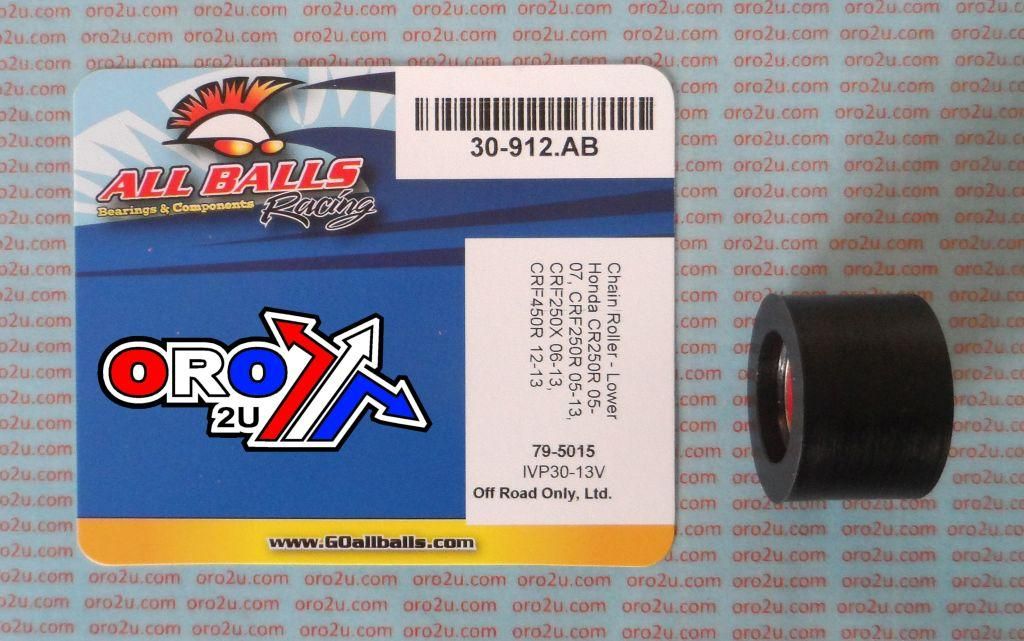 30-912.AB
ALL BALLS
Bearings & Components Racing
Chain Roller - Lower
Honda CR250R 05-
07, CRF250R 05-13,
CRF250X 06-13,
CRF450R 12-13
ORO
2U
79-5015
IVP30-13V
Off Road Only, Ltd.
www.GOallballs.com
oro2u.com